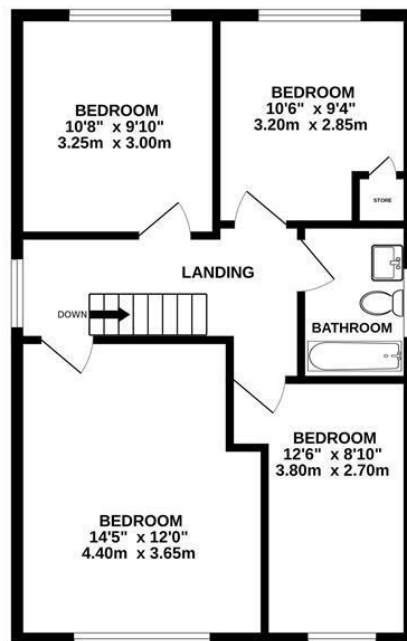 BEDROOM
10'8" x 9'10"
3.25m x 3.00m
BEDROOM
10'6" x 9'4"
3.20m x 2.85m
STORE
LANDING
DOWN
BATHROOM
BEDROOM
12'6" x 8'10"
3.80m x 2.70m
BEDROOM
14'5" x 12'0"
4.40m x 3.65m